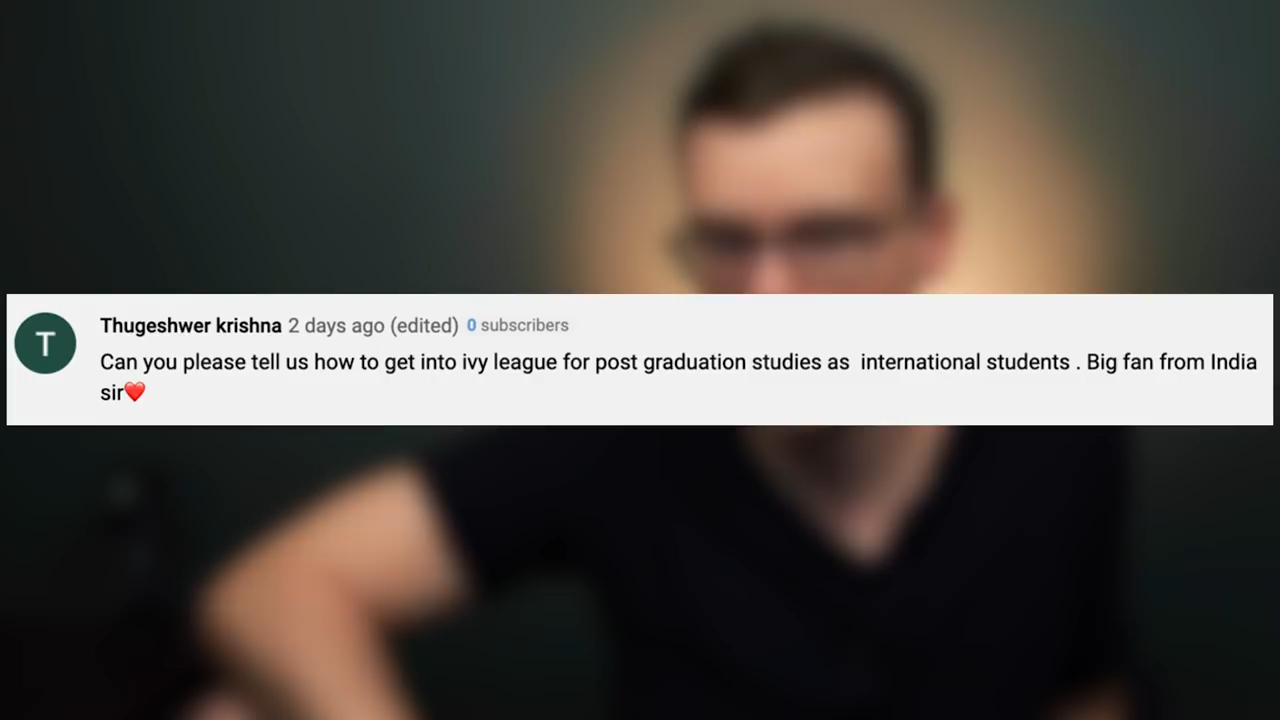 T
Thugeshwer krishna 2 days ago (edited) 0 subscribers
Can you please tell us how to get into ivy league for post graduation studies as  international students . Big fan from India
sir❤️